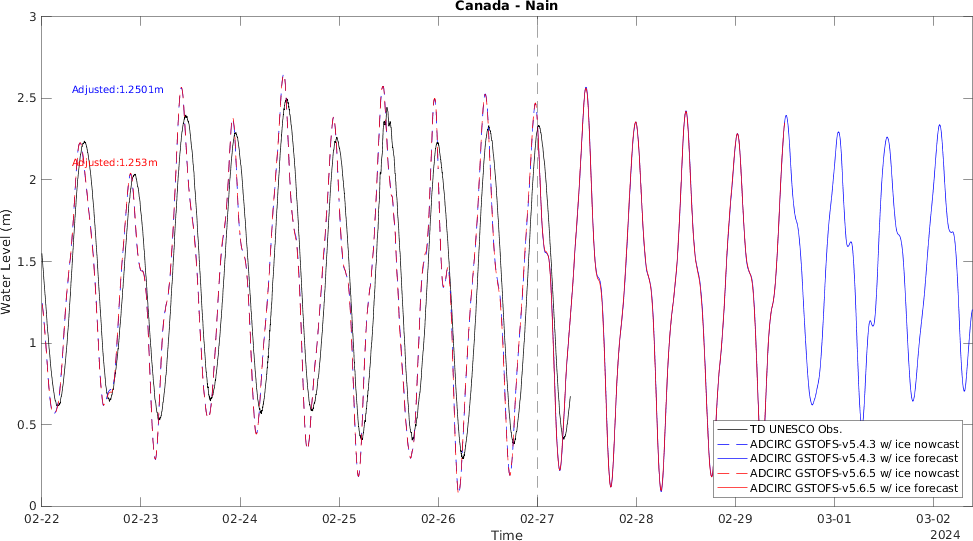 Canada - Nain
3
2.5
2
1.5
1
0.5
0
Water Level (m)
Adjusted:1.2501m
Adjusted:1.253m
TD UNESCO Obs.
ADCIRC GSTOFS-v5.4.3 w/ ice nowcast
ADCIRC GSTOFS-v5.4.3 w/ ice forecast
ADCIRC GSTOFS-v5.6.5 w/ ice nowcast
ADCIRC GSTOFS-v5.6.5 w/ ice forecast
02-22 02-23 02-24 02-25 02-26 02-27 02-28 02-29 03-01 03-02
Time
2024